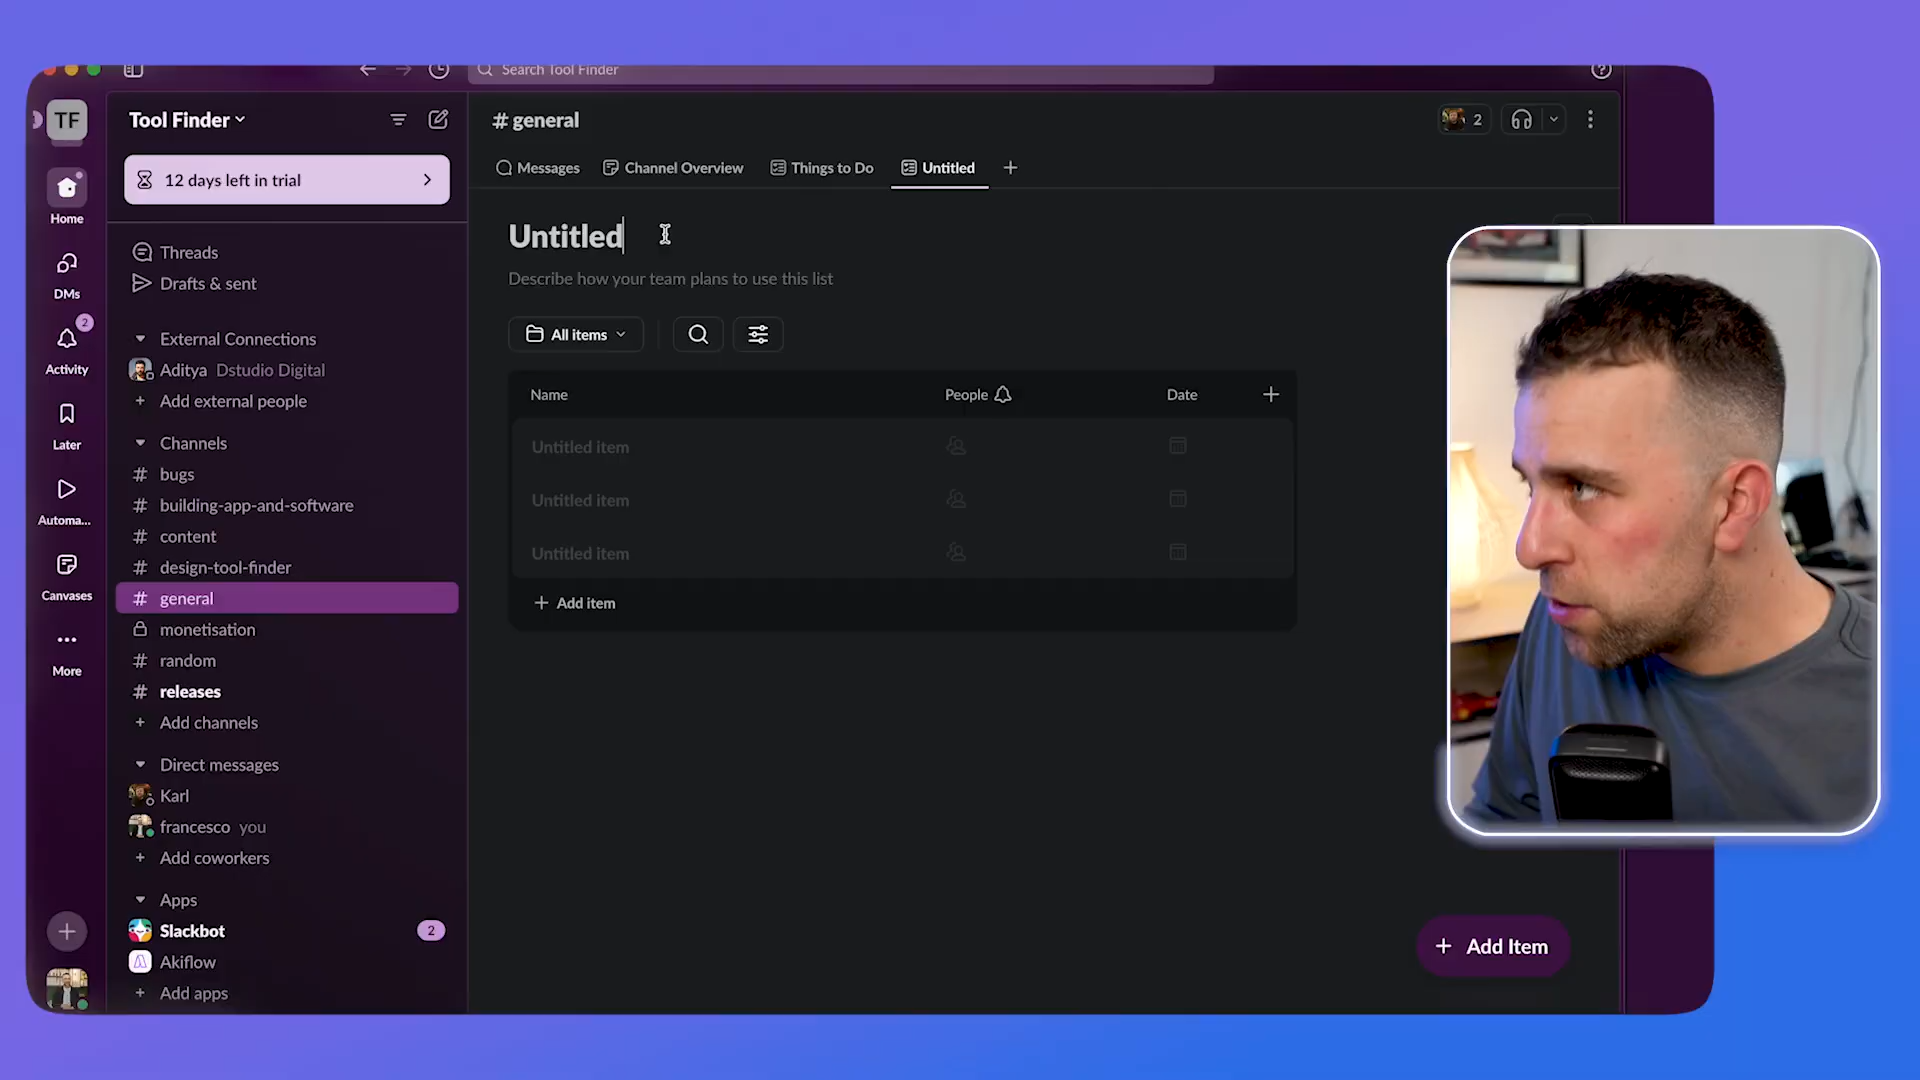 Search Tool Finder
TF
Tool Finder
12 days left in trial
Home
DMs
2
Activity
Later
Automa...
Canvases
More
Threads
Drafts & sent
External Connections
Aditya Dstudio Digital
+ Add external people
Channels
# bugs
# building-app-and-software
# content
# design-tool-finder
# general
monetisation
# random
# releases
+ Add channels
Direct messages
Karl
francesco you
+ Add coworkers
Apps
Slackbot 2
Akiflow
+ Add apps
# general
2
Messages Channel Overview Things to Do Untitled +
Untitled
Describe how your team plans to use this list
All items
Name People Date +
Untitled item
Untitled item
Untitled item
+ Add item
+ Add Item